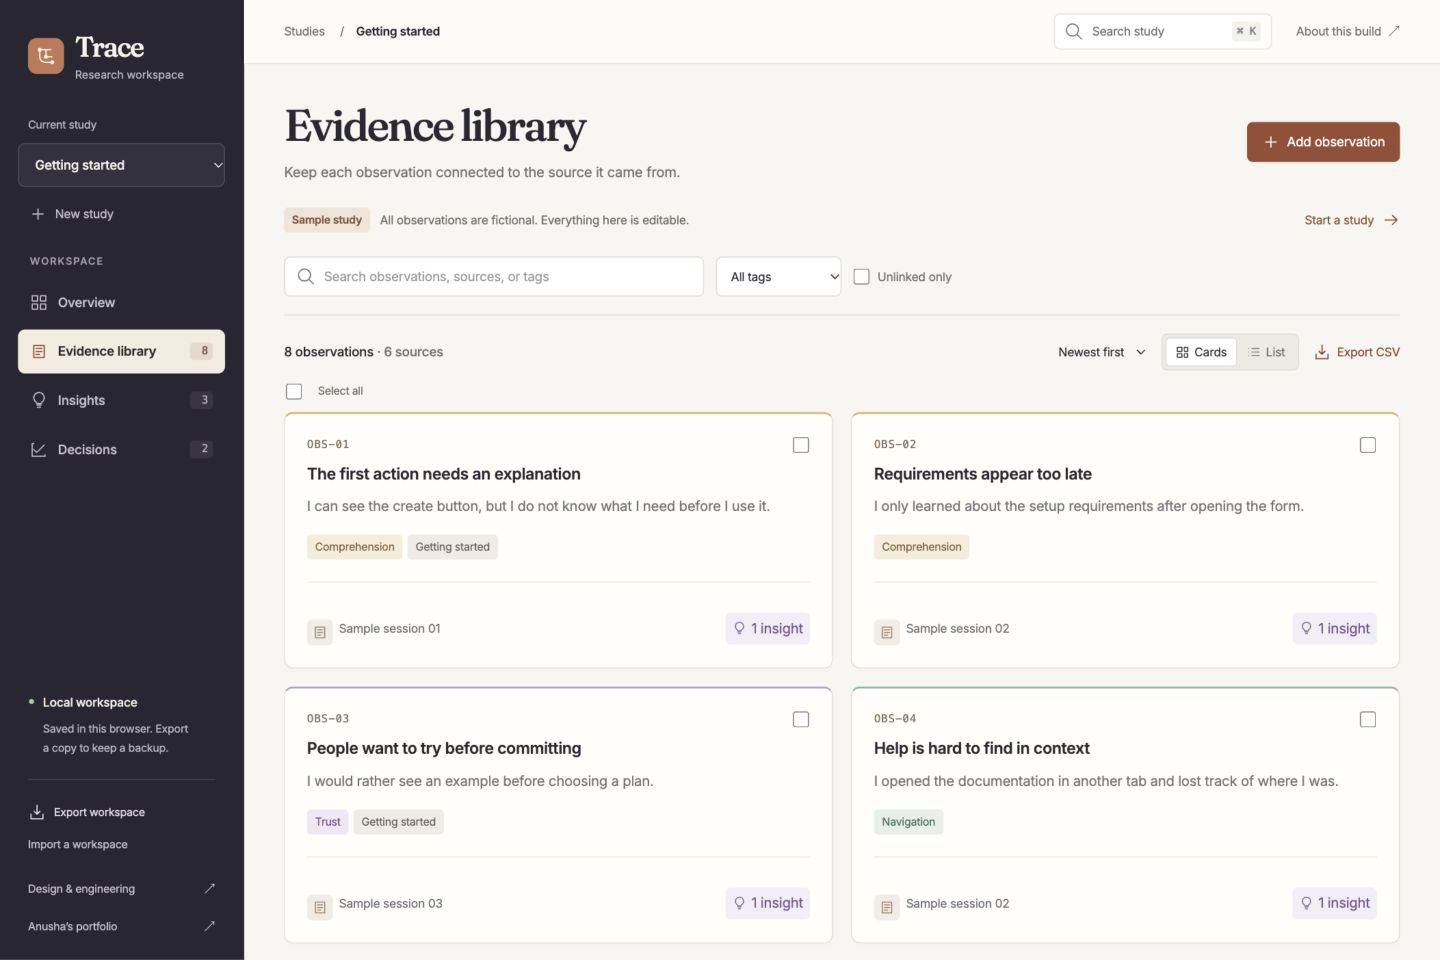 Trace
Research workspace
Current study
Getting started
New study
WORKSPACE
Overview
Evidence library 8
Insights 3
Decisions 2
Local workspace
Saved in this browser. Export
a copy to keep a backup.
Export workspace
Import a workspace
Design & engineering
Anusha's portfolio
Studies / Getting started
Search study ⌘ K
About this build
Evidence library
Keep each observation connected to the source it came from.
Add observation
Sample study All observations are fictional. Everything here is editable.
Start a study
Search observations, sources, or tags
All tags
Unlinked only
8 observations · 6 sources
Newest first
Cards
List
Export CSV
Select all
OBS-01
The first action needs an explanation
I can see the create button, but I do not know what I need before I use it.
Comprehension Getting started
Sample session 01
1 insight
OBS-02
Requirements appear too late
I only learned about the setup requirements after opening the form.
Comprehension
Sample session 02
1 insight
OBS-03
People want to try before committing
I would rather see an example before choosing a plan.
Trust Getting started
Sample session 03
1 insight
OBS-04
Help is hard to find in context
I opened the documentation in another tab and lost track of where I was.
Navigation
Sample session 02
1 insight